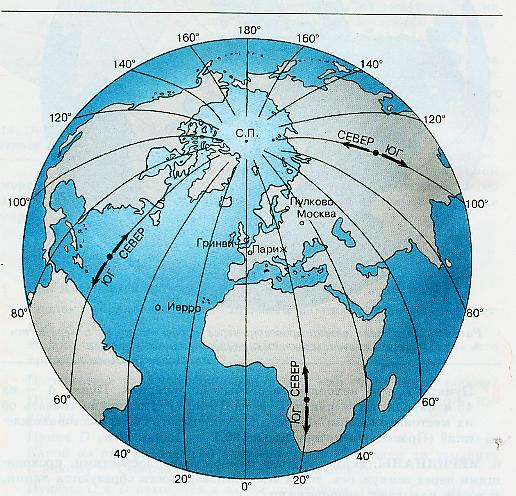 180°
160° 160°
140° 140°
120° 120°
С.П.
СЕВЕР ЮГ
100° 100°
Пулково
Москва
Гринвич
Париж
ЮГ СЕВЕР
о. Иерро
80° 80°
ЮГ СЕВЕР
60° 60°
40° 40°
20° 0° 20°